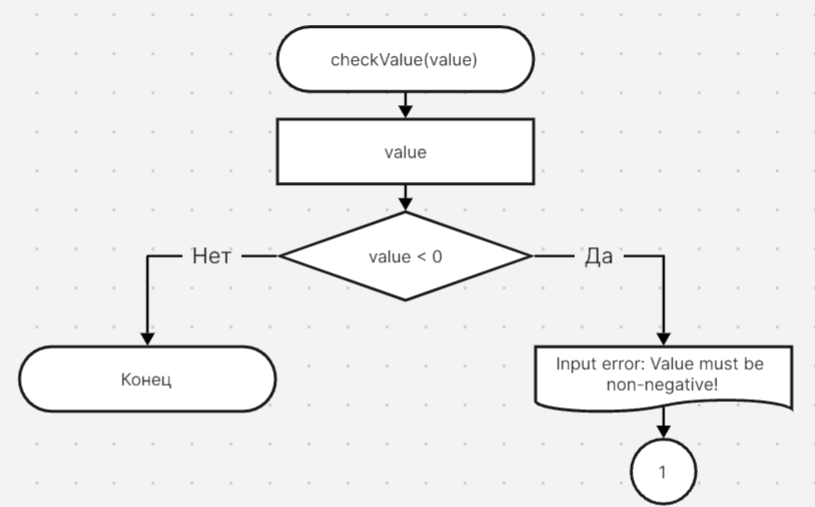 checkValue(value)
value
value < 0
Нет
Да
Конец
Input error: Value must be
non-negative!
1